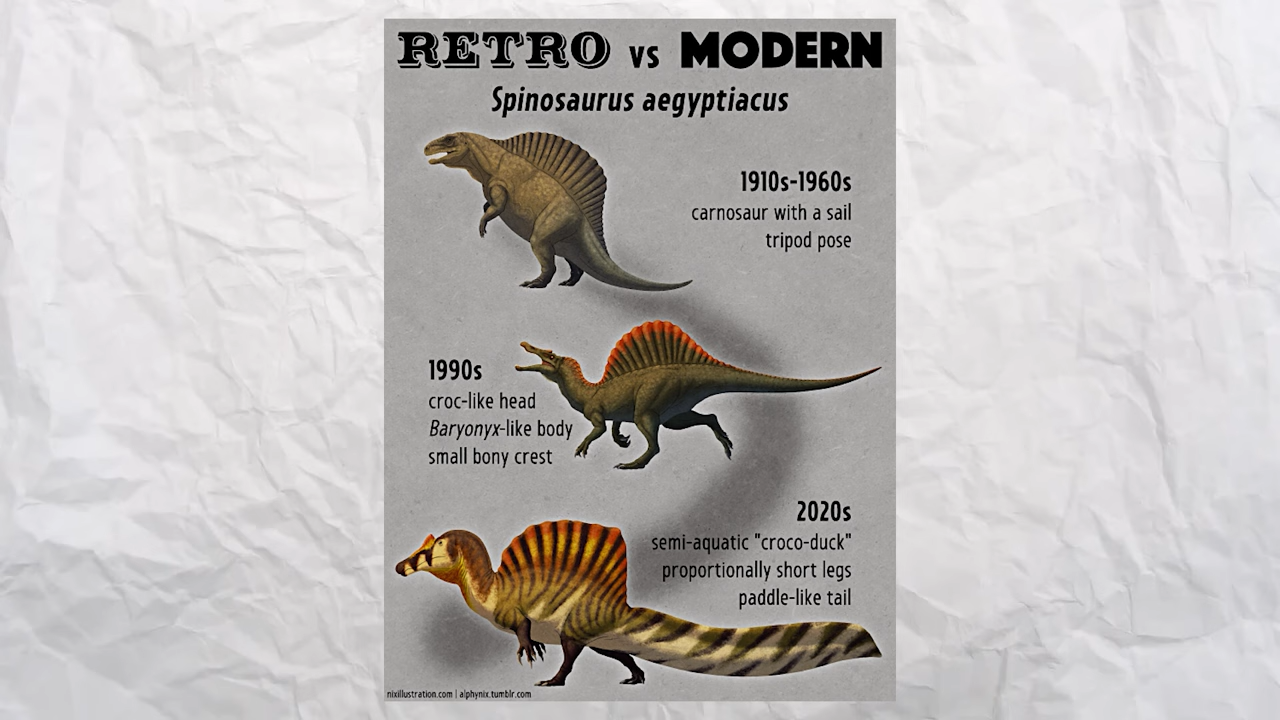 RETRO vs MODERN
Spinosaurus aegyptiacus
1910s-1960s
carnosaur with a sail
tripod pose
1990s
croc-like head
Baryonyx-like body
small bony crest
2020s
semi-aquatic "croco-duck"
proportionally short legs
paddle-like tail
nixillustration.com | alphynix.tumblr.com